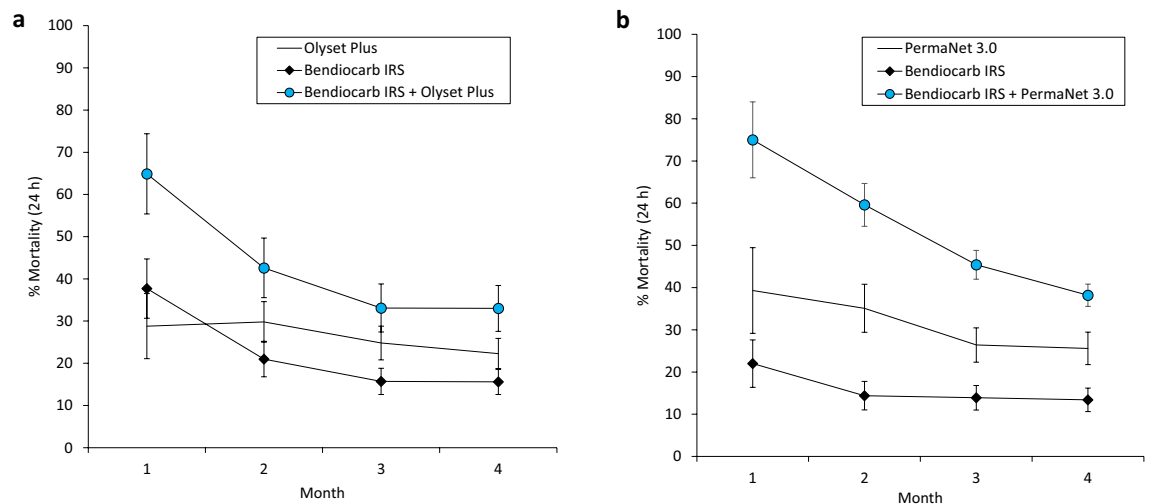 a
% Mortality (24 h)
100
90
80
70
60
50
40
30
20
10
0
Olyset Plus
Bendiocarb IRS
Bendiocarb IRS + Olyset Plus
1 2 3 4
Month
b
% Mortality (24 h)
100
90
80
70
60
50
40
30
20
10
0
PermaNet 3.0
Bendiocarb IRS
Bendiocarb IRS + PermaNet 3.0
1 2 3 4
Month